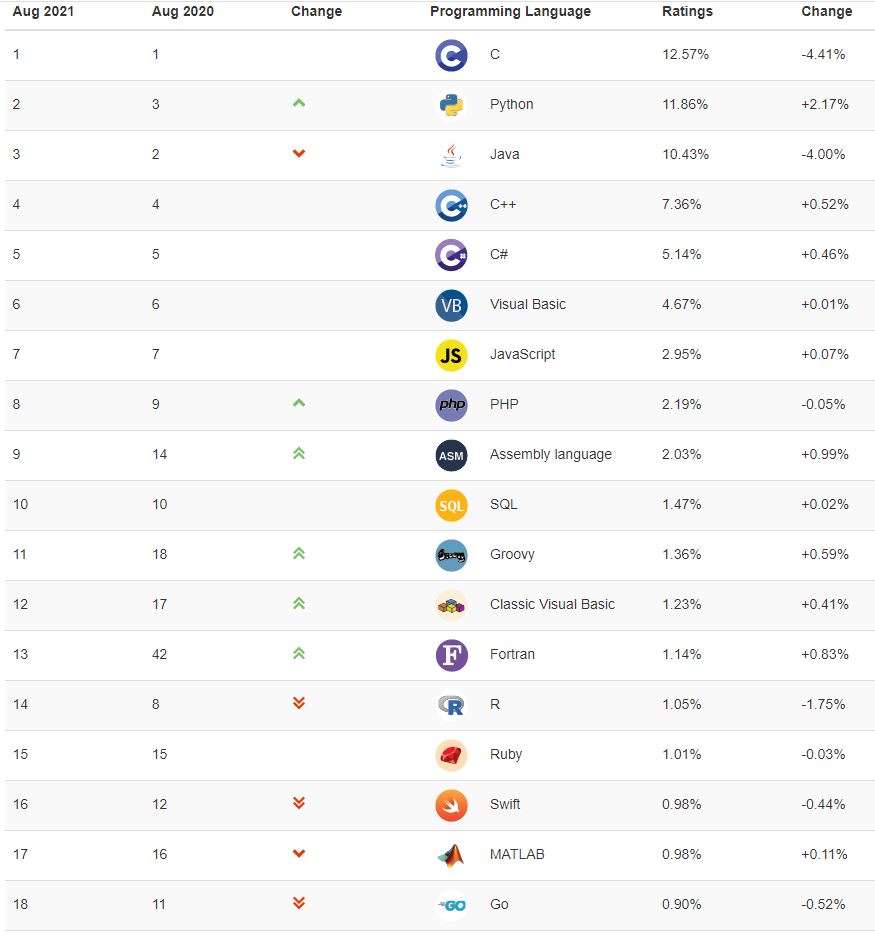 Aug 2021 Aug 2020 Change Programming Language Ratings Change
1 1 C C 12.57% -4.41%
2 3 Python 11.86% +2.17%
3 2 Java 10.43% -4.00%
4 4 C++ C++ 7.36% +0.52%
5 5 C# C# 5.14% +0.46%
6 6 VB Visual Basic 4.67% +0.01%
7 7 JS JavaScript 2.95% +0.07%
8 9 php PHP 2.19% -0.05%
9 14 ASM Assembly language 2.03% +0.99%
10 10 SQL SQL 1.47% +0.02%
11 18 Groovy Groovy 1.36% +0.59%
12 17 Classic Visual Basic 1.23% +0.41%
13 42 F Fortran 1.14% +0.83%
14 8 R R 1.05% -1.75%
15 15 Ruby 1.01% -0.03%
16 12 Swift 0.98% -0.44%
17 16 MATLAB 0.98% +0.11%
18 11 GO Go 0.90% -0.52%